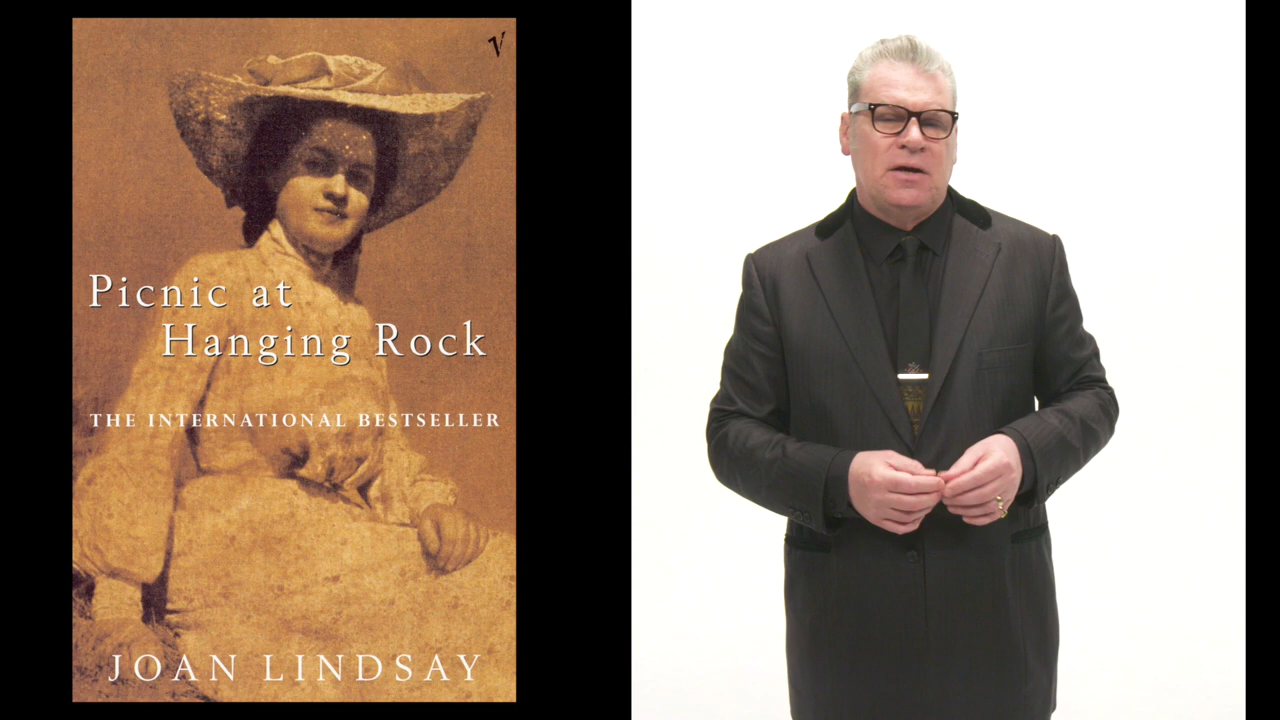 V
Picnic at
Hanging Rock
THE INTERNATIONAL BESTSELLER
JOAN LINDSAY